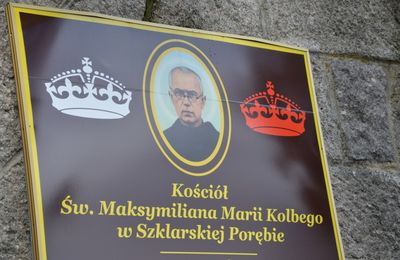 Kościół
Św. Maksymiliana Marii Kolbego
w Szklarskiej Porębie